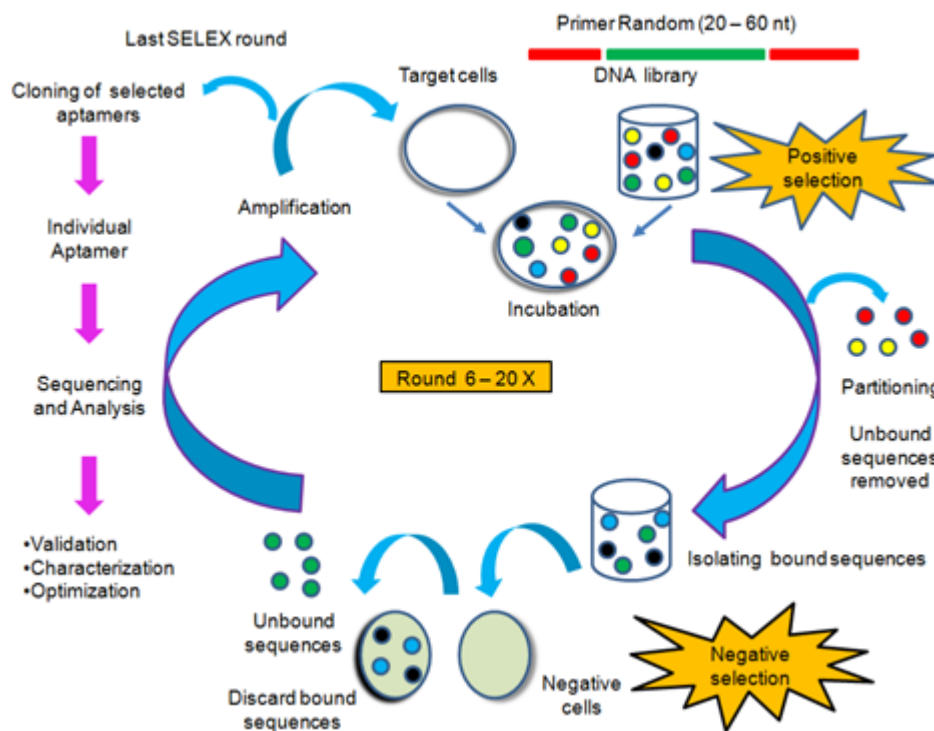 Primer Random (20 – 60 nt)
Last SELEX round
Target cells
DNA library
Cloning of selected
aptamers
Positive
selection
Amplification
Individual
Aptamer
Incubation
Round 6 – 20 X
Sequencing
and Analysis
Partitioning
Unbound
sequences
removed
•Validation
•Characterization
•Optimization
Isolating bound sequences
Unbound
sequences
Discard bound
sequences
Negative
cells
Negative
selection